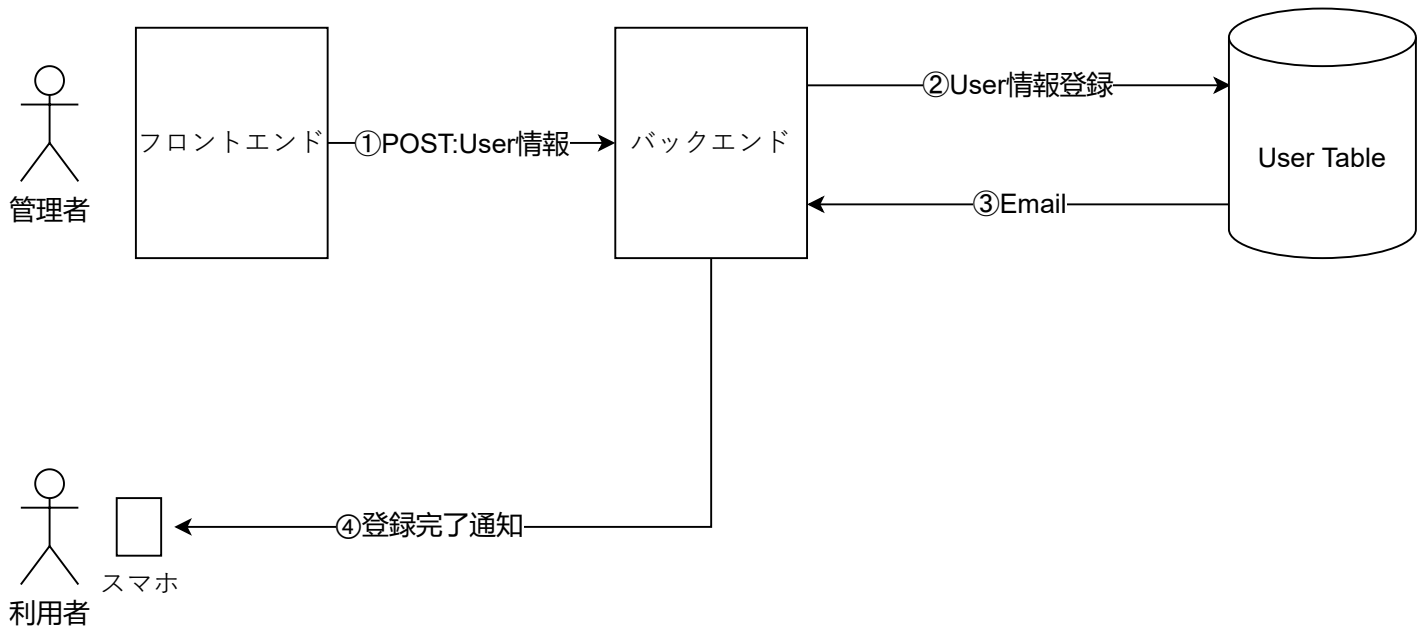 管理者
フロントエンド
①POST:User情報
バックエンド
②User情報登録
③Email
User Table
④登録完了通知
スマホ
利用者